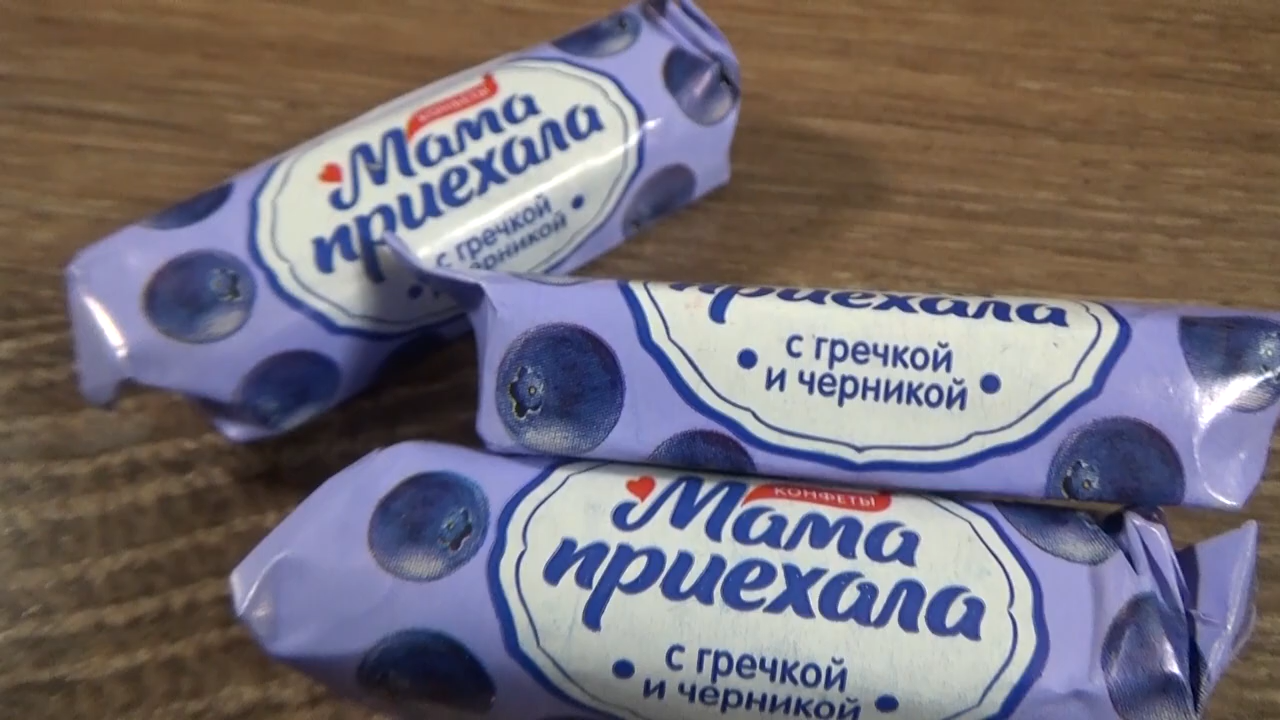 КОНФЕТЫ
Мама
приехала
с гречкой
черникой
приехала
с гречкой
и черникой
КОНФЕТЫ
Мама
приехала
с гречкой
и черникой